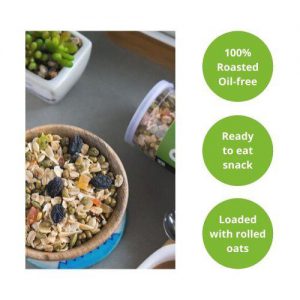 100%
Roasted
Oil-free
Ready
to eat
snack
Loaded
with rolled
oats